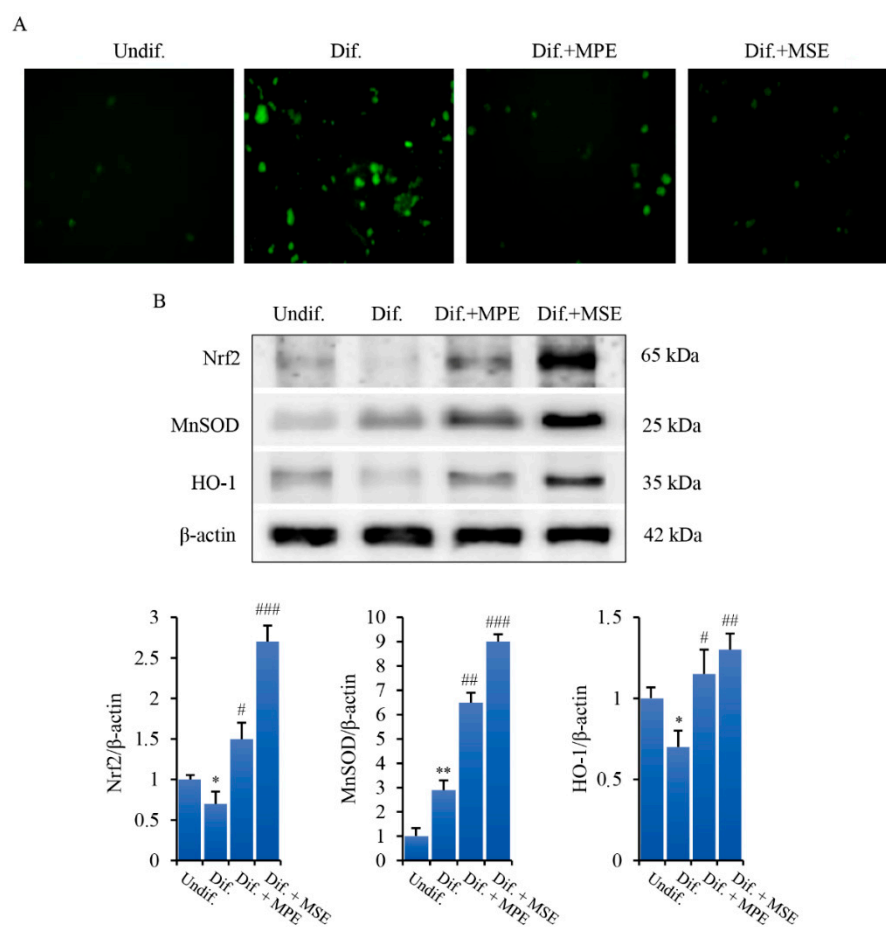 A
Undif. Dif. Dif.+MPE Dif.+MSE
B
Undif. Dif. Dif.+MPE Dif.+MSE
Nrf2 65 kDa
MnSOD 25 kDa
HO-1 35 kDa
β-actin 42 kDa
Nrf2/β-actin
3
2.5
2
1.5
1
0.5
0
* # ###
Undif. Dif. Dif. + MPE Dif. + MSE
MnSOD/β-actin
10
9
8
7
6
5
4
3
2
1
0
** ## ###
Undif. Dif. Dif. + MPE Dif. + MSE
HO-1/β-actin
1.5
1
0.5
0
* # ##
Undif. Dif. Dif. + MPE Dif. + MSE